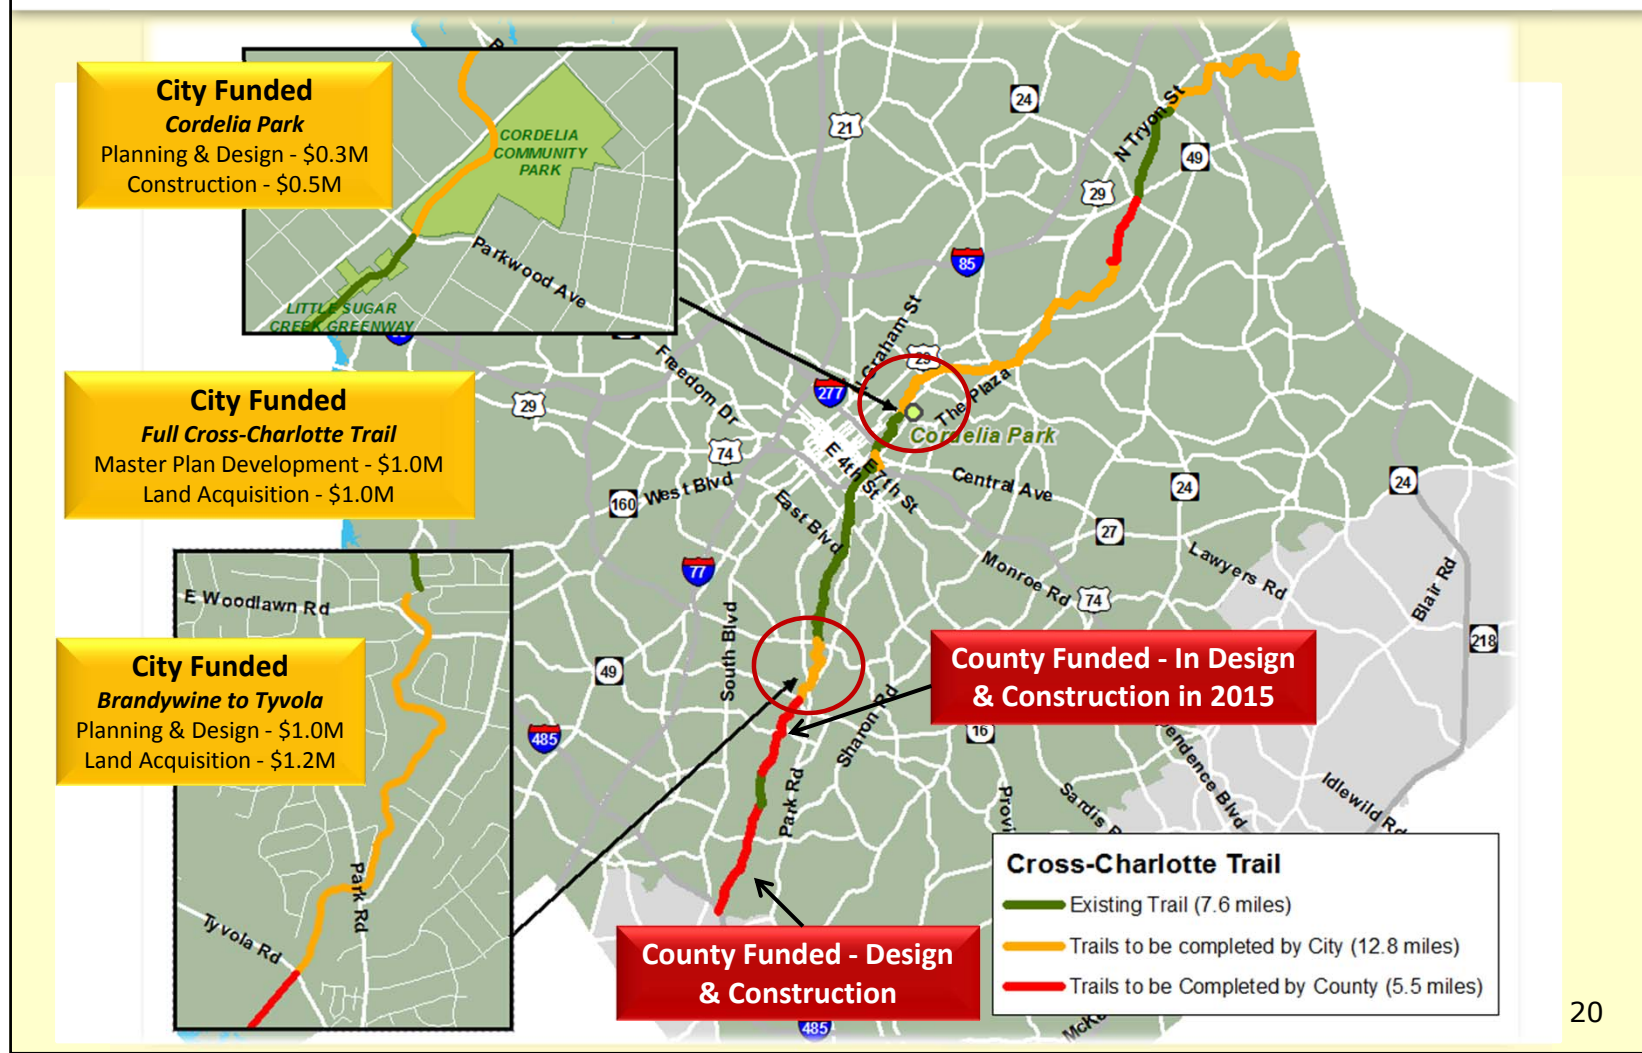 City Funded
Cordelia Park
Planning & Design - $0.3M
Construction - $0.5M
CORDELIA
COMMUNITY
PARK
Parkwood Ave
LITTLE SUGAR
CREEK GREENWAY
City Funded
Full Cross-Charlotte Trail
Master Plan Development - $1.0M
Land Acquisition - $1.0M
City Funded
Brandywine to Tyvola
Planning & Design - $1.0M
Land Acquisition - $1.2M
E Woodlawn Rd
Park Rd
Tyvola Rd
24
21
N Tryon St
49
29
85
N Graham St
29
Freedom Dr
277
The Plaza
29
Cordelia Park
74
E 4th St
E 7th St
Central Ave
160
West Blvd
24
24
East Blvd
27
77
Monroe Rd
Lawyers Rd
74
Blair Rd
218
South Blvd
49
Sharon Rd
485
16
Park Rd
Idlewild Rd
Sardis
County Funded - In Design
& Construction in 2015
County Funded - Design
& Construction
485
Cross-Charlotte Trail
Existing Trail (7.6 miles)
Trails to be completed by City (12.8 miles)
Trails to be Completed by County (5.5 miles)
20